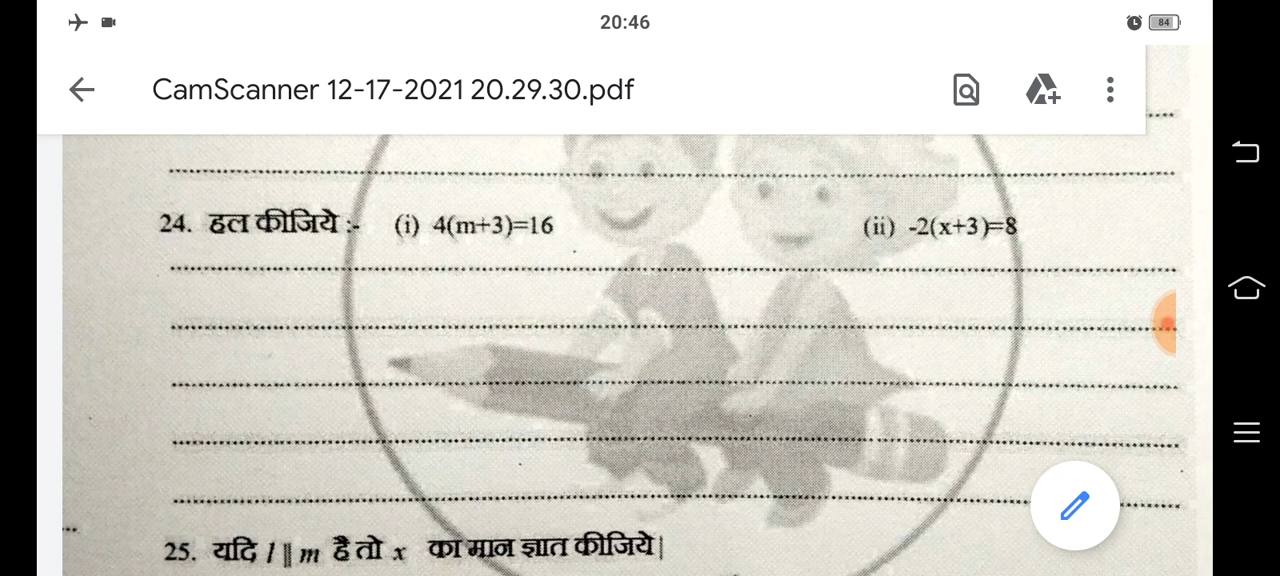 20:46
84
CamScanner 12-17-2021 20.29.30.pdf
24. हल कीजिये :- (i) 4(m+3)=16 (ii) -2(x+3)=8
25. यदि l || m है तो x का मान ज्ञात कीजिये|